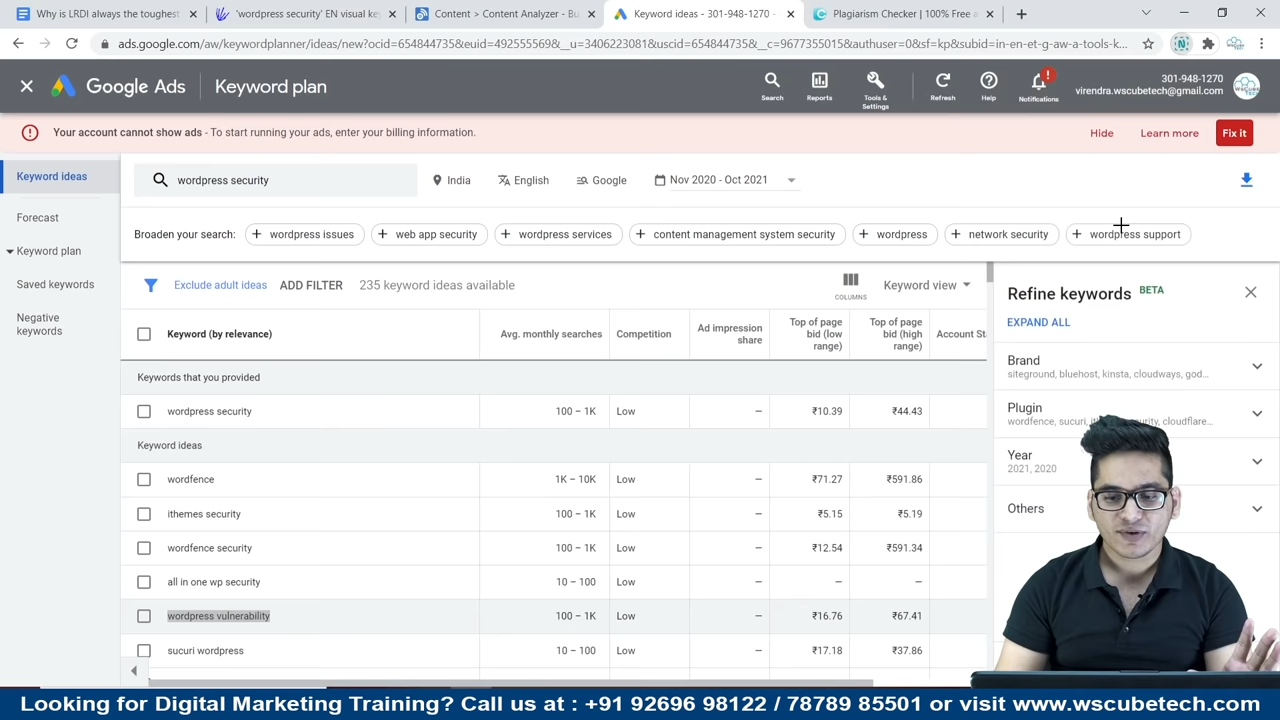 Why is LRDI always the toughest
'wordpress security' EN visual ke
Content > Content Analyzer - Bu
Keyword ideas - 301-948-1270 -
Plagiarism Checker | 100% Free a
ads.google.com/aw/keywordplanner/ideas/new?ocid=654844735&euid=492555569&__u=3406223081&uscid=654844735&__c=9677355015&authuser=0&sf=kp&subid=in-en-et-g-aw-a-tools-k...
Google Ads
Keyword plan
Search
Reports
Tools &
Settings
Refresh
Help
Notifications
301-948-1270
virendra.wscubetech@gmail.com
Your account cannot show ads - To start running your ads, enter your billing information.
Hide
Learn more
Fix it
Keyword ideas
Forecast
Keyword plan
Saved keywords
Negative
keywords
wordpress security
India
English
Google
Nov 2020 - Oct 2021
Broaden your search:
+ wordpress issues
+ web app security
+ wordpress services
+ content management system security
+ wordpress
+ network security
+ wordpress support
Exclude adult ideas
ADD FILTER
235 keyword ideas available
COLUMNS
Keyword view
Keyword (by relevance)
Avg. monthly searches
Competition
Ad impression
share
Top of page
bid (low
range)
Top of page
bid (high
range)
Account St
Keywords that you provided
wordpress security 100 – 1K Low – ₹10.39 ₹44.43
Keyword ideas
wordfence 1K – 10K Low – ₹71.27 ₹591.86
ithemes security 100 – 1K Low – ₹5.15 ₹5.19
wordfence security 100 – 1K Low – ₹12.54 ₹591.34
all in one wp security 10 – 100 Low – – –
wordpress vulnerability 100 – 1K Low – ₹16.76 ₹67.41
sucuri wordpress 10 – 100 Low – ₹17.18 ₹37.86
Refine keywords BETA
EXPAND ALL
Brand
siteground, bluehost, kinsta, cloudways, god...
Plugin
wordfence, sucuri, cloudflare...
Year
2021, 2020
Others
Looking for Digital Marketing Training? Call us at : +91 92696 98122 / 78789 85501 or visit www.wscubetech.com